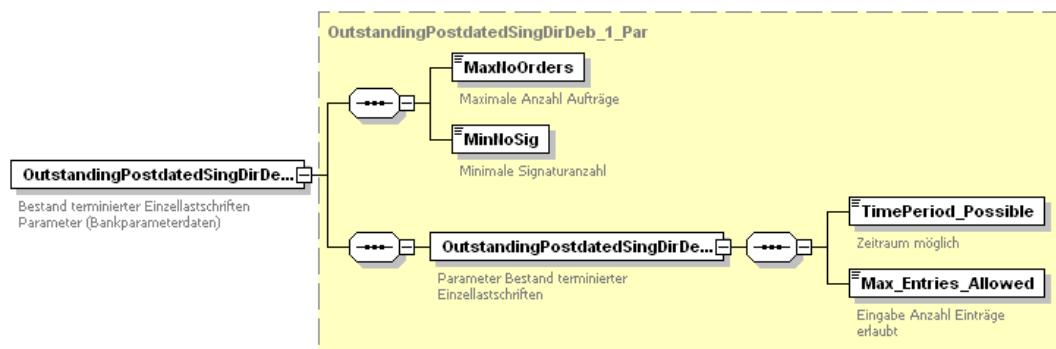 OutstandingPostdatedSingDirDeb_1_Par
MaxNoOrders
Maximale Anzahl Aufträge
MinNoSig
Minimale Signaturanzahl
OutstandingPostdatedSingDirDe...
Bestand terminierter Einzellastschriften
Parameter (Bankparameterdaten)
OutstandingPostdatedSingDirDe...
Parameter Bestand terminierter
Einzellastschriften
TimePeriod_Possible
Zeitraum möglich
Max_Entries_Allowed
Eingabe Anzahl Einträge
erlaubt